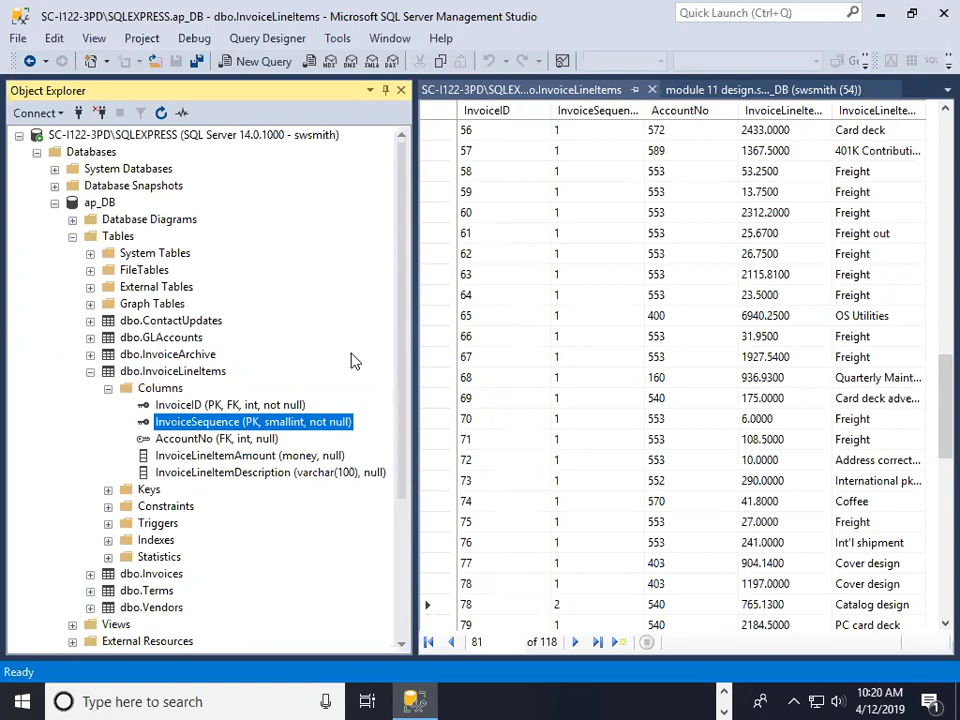 SC-I122-3PD\SQLEXPRESS.ap_DB - dbo.InvoiceLineItems - Microsoft SQL Server Management Studio
Quick Launch (Ctrl+Q)
File Edit View Project Debug Query Designer Tools Window Help
New Query
Object Explorer
Connect
SC-I122-3PD\SQLEXPRESS (SQL Server 14.0.1000 - swsmith)
Databases
System Databases
Database Snapshots
ap_DB
Database Diagrams
Tables
System Tables
FileTables
External Tables
Graph Tables
dbo.ContactUpdates
dbo.GLAccounts
dbo.InvoiceArchive
dbo.InvoiceLineItems
Columns
InvoiceID (PK, FK, int, not null)
InvoiceSequence (PK, smallint, not null)
AccountNo (FK, int, null)
InvoiceLineItemAmount (money, null)
InvoiceLineItemDescription (varchar(100), null)
Keys
Constraints
Triggers
Indexes
Statistics
dbo.Invoices
dbo.Terms
dbo.Vendors
Views
External Resources
SC-I122-3PD\SQLEX...o.InvoiceLineItems module 11 design.s..._DB (swsmith (54))
InvoiceID InvoiceSequen... AccountNo InvoiceLineIte... InvoiceLineIte...
56 1 572 2433.0000 Card deck
57 1 589 1367.5000 401K Contributi...
58 1 553 53.2500 Freight
59 1 553 13.7500 Freight
60 1 553 2312.2000 Freight
61 1 553 25.6700 Freight out
62 1 553 26.7500 Freight
63 1 553 2115.8100 Freight
64 1 553 23.5000 Freight
65 1 400 6940.2500 OS Utilities
66 1 553 31.9500 Freight
67 1 553 1927.5400 Freight
68 1 160 936.9300 Quarterly Maint...
69 1 540 175.0000 Card deck adve...
70 1 553 6.0000 Freight
71 1 553 108.5000 Freight
72 1 553 10.0000 Address correct...
73 1 552 290.0000 International pk...
74 1 570 41.8000 Coffee
75 1 553 27.0000 Freight
76 1 553 241.0000 Int'l shipment
77 1 403 904.1400 Cover design
78 1 403 1197.0000 Cover design
78 2 540 765.1300 Catalog design
79 1 540 2184.5000 PC card deck
81 of 118
Ready
Type here to search
10:20 AM
4/12/2019
1